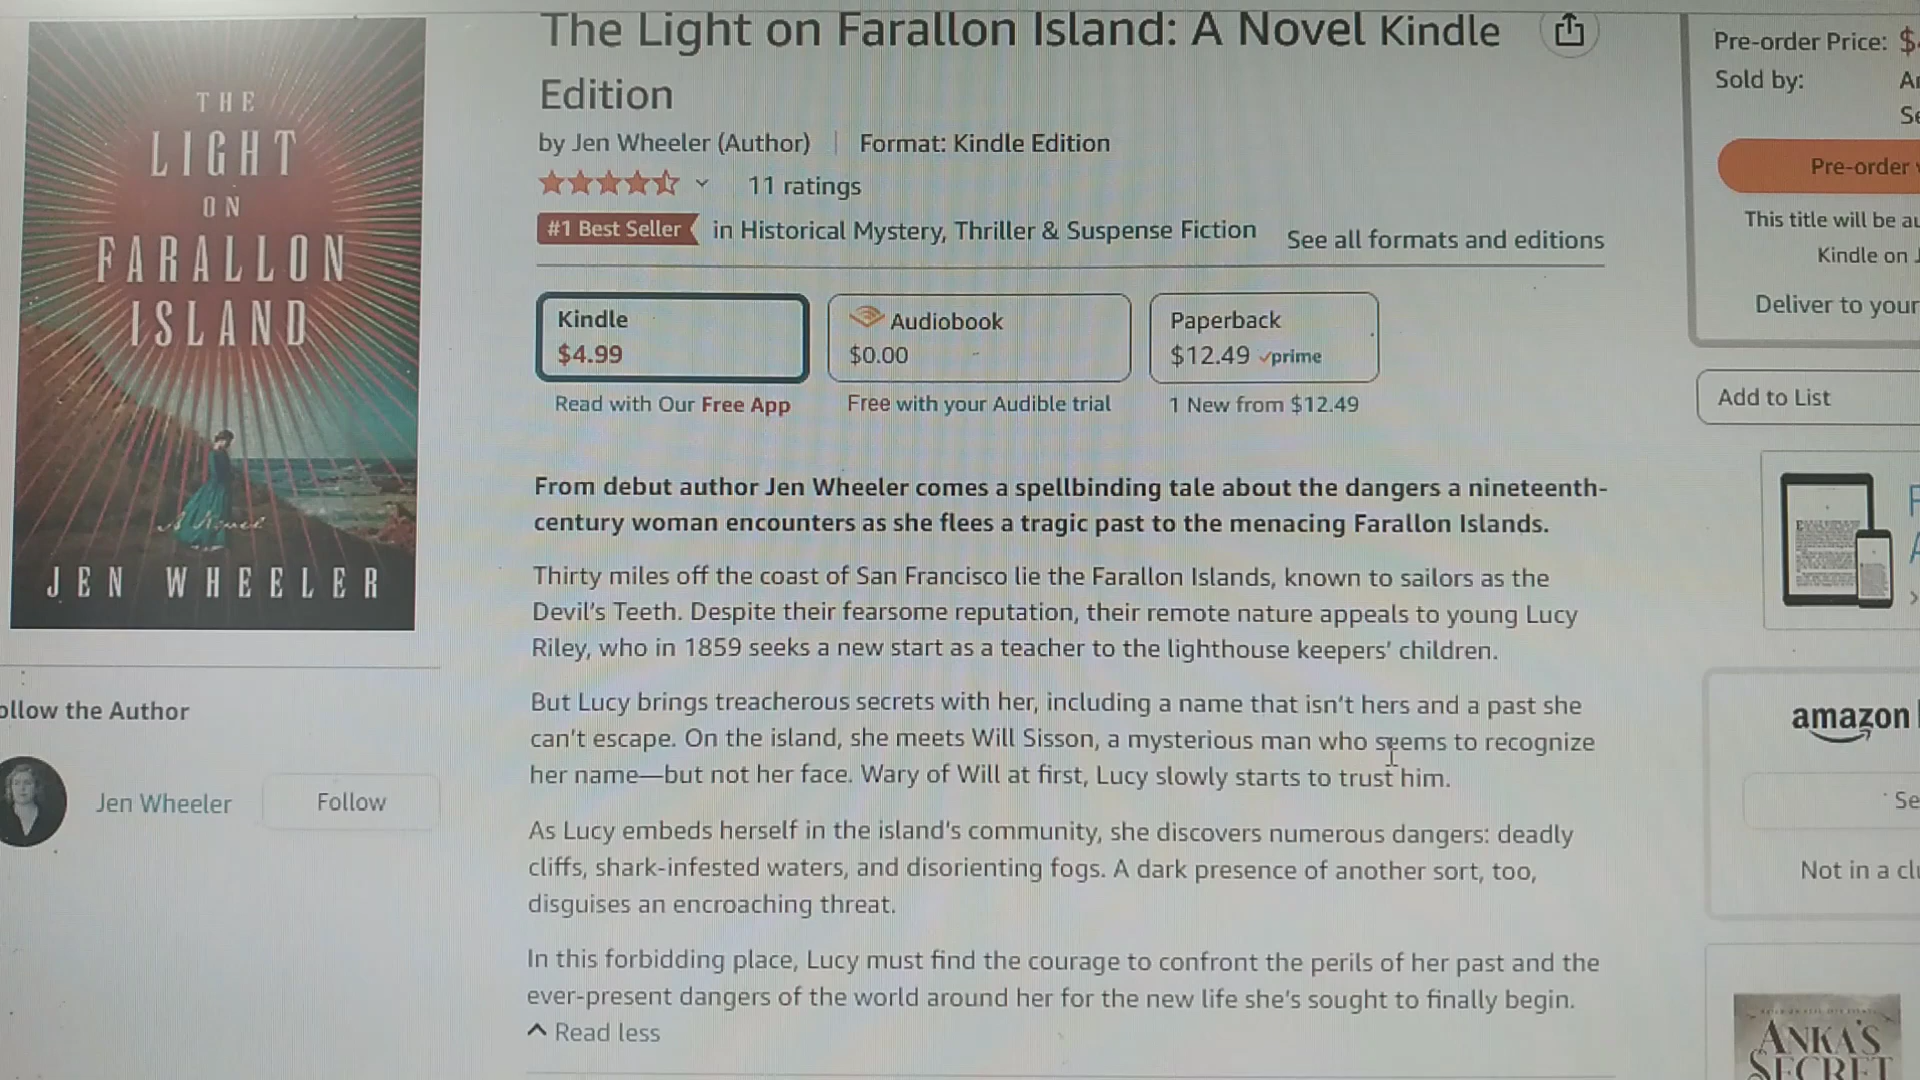 The Light on Farallon Island: A Novel Kindle
Edition
by Jen Wheeler (Author) | Format: Kindle Edition
11 ratings
#1 Best Seller in Historical Mystery, Thriller & Suspense Fiction
See all formats and editions
Kindle
$4.99
Read with Our Free App
Audiobook
$0.00
Free with your Audible trial
Paperback
$12.49 prime
1 New from $12.49
From debut author Jen Wheeler comes a spellbinding tale about the dangers a nineteenth-
century woman encounters as she flees a tragic past to the menacing Farallon Islands.
Thirty miles off the coast of San Francisco lie the Farallon Islands, known to sailors as the
Devil's Teeth. Despite their fearsome reputation, their remote nature appeals to young Lucy
Riley, who in 1859 seeks a new start as a teacher to the lighthouse keepers' children.
But Lucy brings treacherous secrets with her, including a name that isn't hers and a past she
can't escape. On the island, she meets Will Sisson, a mysterious man who seems to recognize
her name—but not her face. Wary of Will at first, Lucy slowly starts to trust him.
As Lucy embeds herself in the island's community, she discovers numerous dangers: deadly
cliffs, shark-infested waters, and disorienting fogs. A dark presence of another sort, too,
disguises an encroaching threat.
In this forbidding place, Lucy must find the courage to confront the perils of her past and the
ever-present dangers of the world around her for the new life she's sought to finally begin.
Read less
THE
LIGHT
ON
FARALLON
ISLAND
A Novel
JEN WHEELER
ollow the Author
Jen Wheeler
Follow
Pre-order Price: $
Sold by:
Pre-order
This title will be au
Kindle on J
Deliver to your
Add to List
amazon
Se
Not in a clu
ANKA'S
SECRET